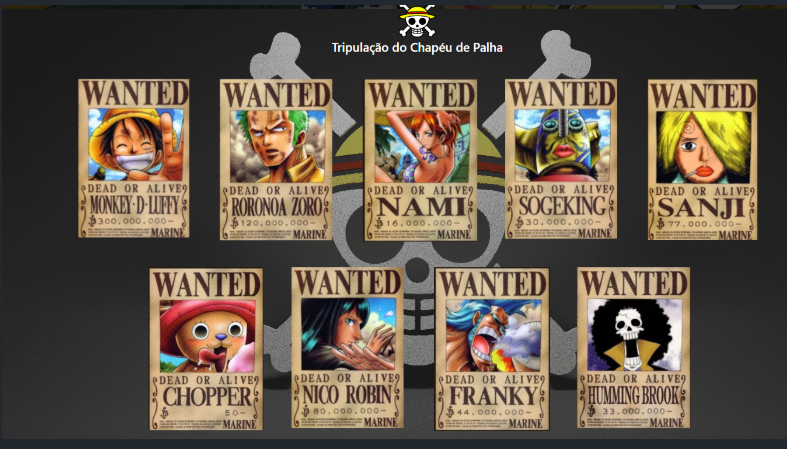 Tripulação do Chapéu de Palha
WANTED
DEAD OR ALIVE
MONKEY·D·LUFFY
300,000,000-
MARINE
WANTED
DEAD OR ALIVE
RORONOA ZORO
120,000,000-
MARINE
WANTED
DEAD OR ALIVE
NAMI
16,000,000-
MARINE
WANTED
DEAD OR ALIVE
SOGEKING
30,000,000-
MARINE
WANTED
DEAD OR ALIVE
SANJI
77,000,000-
MARINE
WANTED
DEAD OR ALIVE
CHOPPER
50-
MARINE
WANTED
DEAD OR ALIVE
NICO ROBIN
80,000,000-
MARINE
WANTED
DEAD OR ALIVE
FRANKY
44,000,000-
MARINE
WANTED
DEAD OR ALIVE
HUMMING BROOK
33,000,000-
MARINE